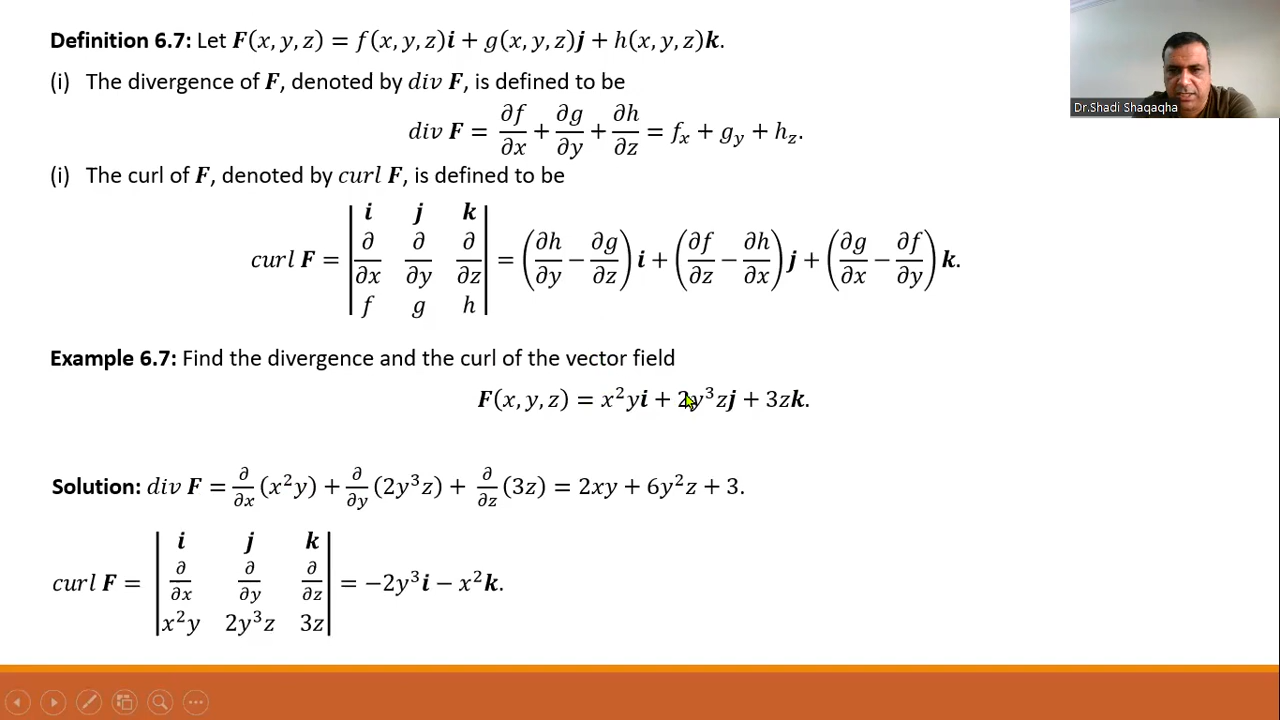 Definition 6.7: Let F(x, y, z) = f(x, y, z)i + g(x, y, z)j + h(x, y, z)k.
Dr.Shadi Shaqaqha
(i) The divergence of F, denoted by div F, is defined to be
div F = ∂f/∂x + ∂g/∂y + ∂h/∂z = fₓ + g_y + h_z.
(i) The curl of F, denoted by curl F, is defined to be
curl F = | i j k |
| ∂/∂x ∂/∂y ∂/∂z |
| f g h | = (∂h/∂y − ∂g/∂z) i + (∂f/∂z − ∂h/∂x) j + (∂g/∂x − ∂f/∂y) k.
Example 6.7: Find the divergence and the curl of the vector field
F(x, y, z) = x²yi + 2y³zj + 3zk.
Solution: div F = ∂/∂x (x²y) + ∂/∂y (2y³z) + ∂/∂z (3z) = 2xy + 6y²z + 3.
curl F = | i j k |
| ∂/∂x ∂/∂y ∂/∂z |
| x²y 2y³z 3z | = −2y³i − x²k.